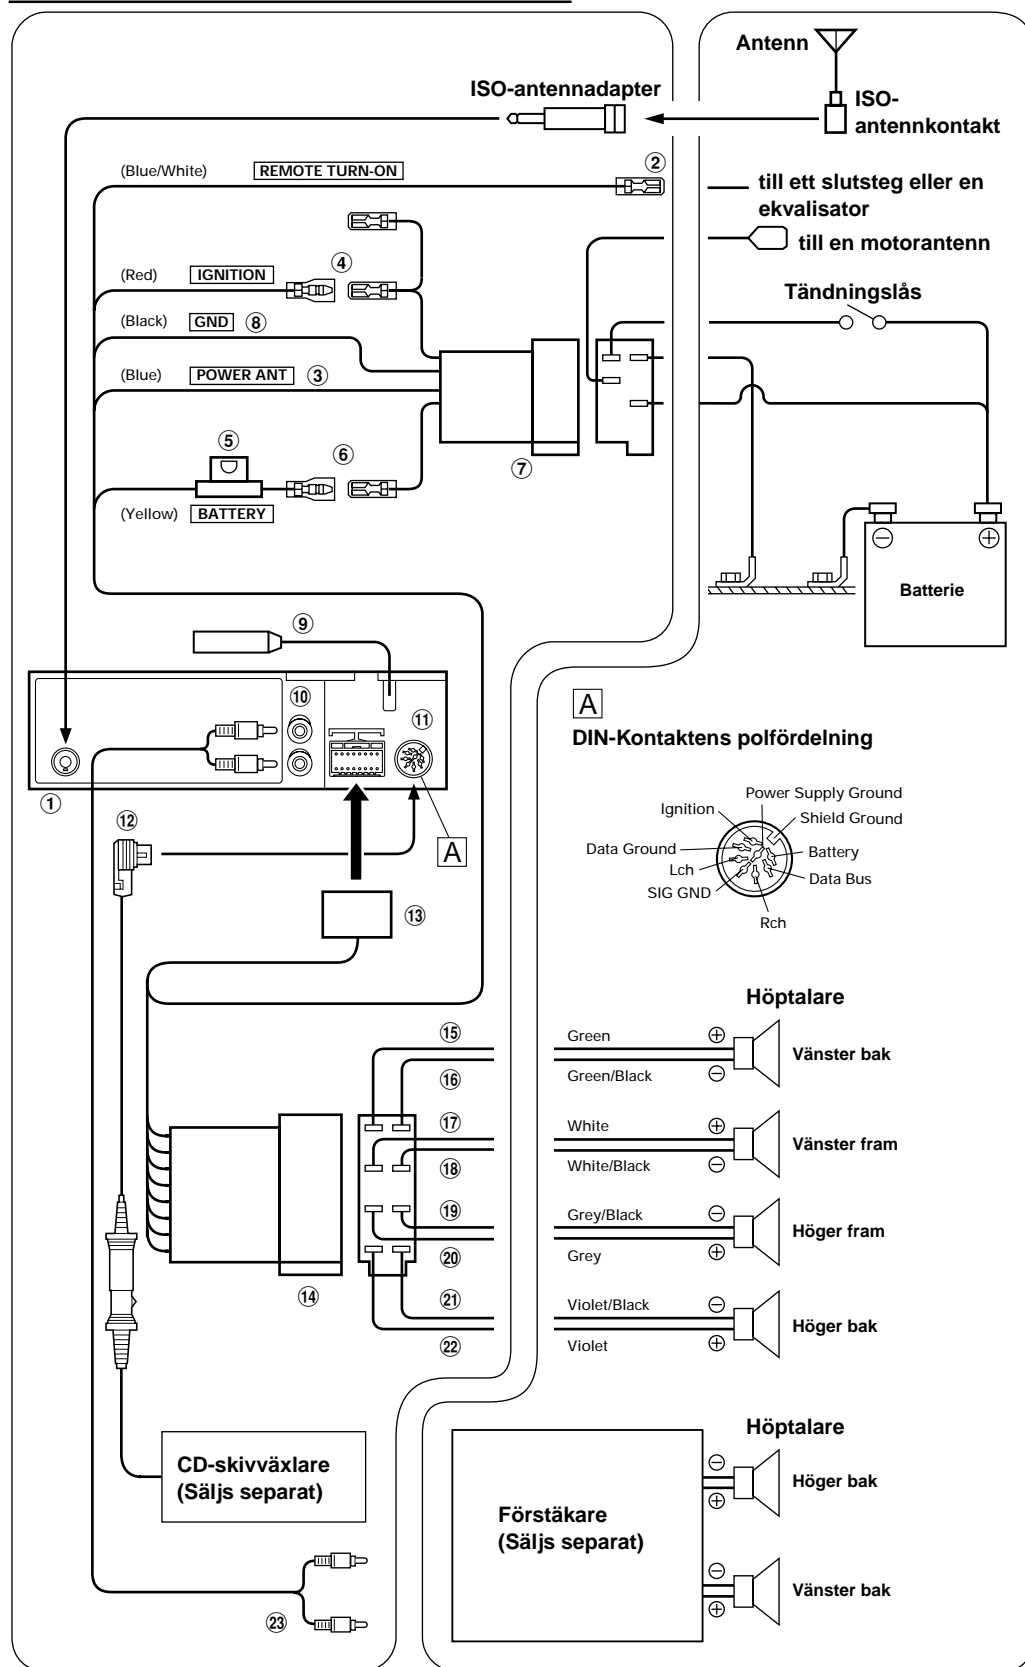 Antenn
ISO-antennadapter
ISO-
antennkontakt
(Blue/White) REMOTE TURN-ON ②
till ett slutsteg eller en
ekvalisator
till en motorantenn
(Red) IGNITION ④
Tändningslås
(Black) GND ⑧
(Blue) POWER ANT ③
⑤
⑥
⑦
(Yellow) BATTERY
Batterie
⑨
⑩
⑪
①
A
DIN-Kontaktens polfördelning
Power Supply Ground
Ignition
Shield Ground
Data Ground
Battery
Lch
Data Bus
SIG GND
Rch
⑫
A
⑬
Höptalare
⑮ Green
Vänster bak
⑯ Green/Black
⑰ White
Vänster fram
⑱ White/Black
⑲ Grey/Black
Höger fram
⑳ Grey
⑭
㉑ Violet/Black
Höger bak
㉒ Violet
Höptalare
CD-skivväxlare
(Säljs separat)
Höger bak
Förstäkare
(Säljs separat)
Vänster bak
㉓